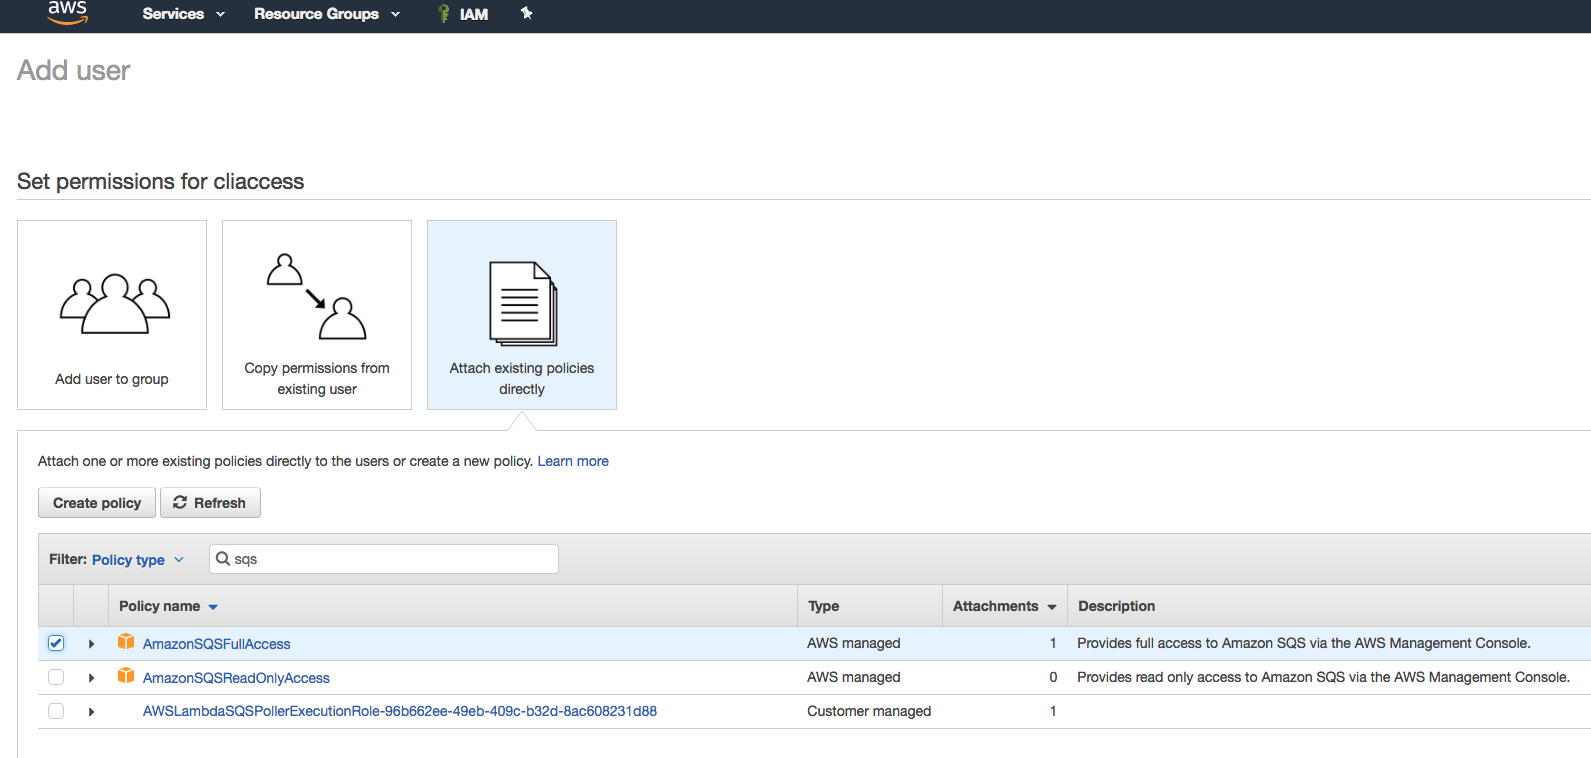 aws Services Resource Groups IAM
Add user
Set permissions for cliaccess
Add user to group
Copy permissions from
existing user
Attach existing policies
directly
Attach one or more existing policies directly to the users or create a new policy. Learn more
Create policy Refresh
Filter: Policy type sqs
Policy name Type Attachments Description
AmazonSQSFullAccess AWS managed 1 Provides full access to Amazon SQS via the AWS Management Console.
AmazonSQSReadOnlyAccess AWS managed 0 Provides read only access to Amazon SQS via the AWS Management Console.
AWSLambdaSQSPollerExecutionRole-96b662ee-49eb-409c-b32d-8ac608231d88 Customer managed 1